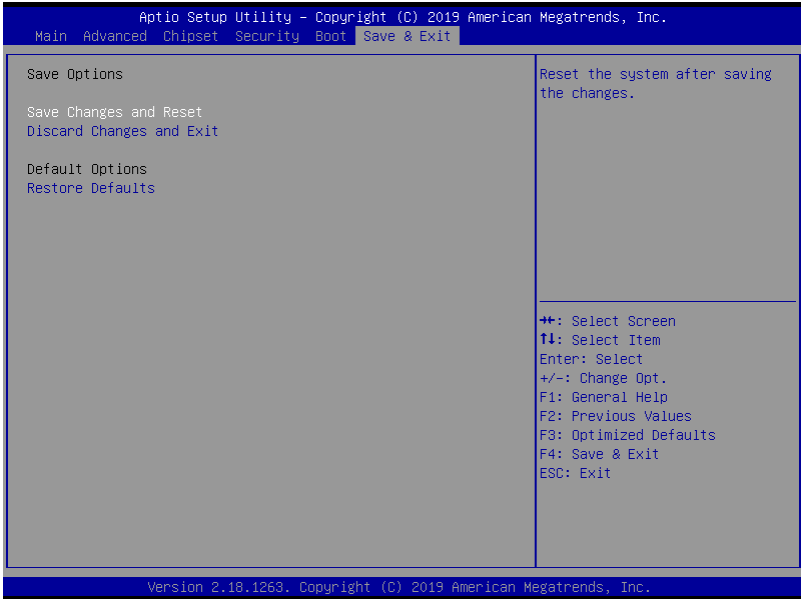 Aptio Setup Utility – Copyright (C) 2019 American Megatrends, Inc.
Main Advanced Chipset Security Boot Save & Exit
Save Options
Save Changes and Reset
Discard Changes and Exit
Default Options
Restore Defaults
Reset the system after saving
the changes.
→←: Select Screen
↑↓: Select Item
Enter: Select
+/-: Change Opt.
F1: General Help
F2: Previous Values
F3: Optimized Defaults
F4: Save & Exit
ESC: Exit
Version 2.18.1263. Copyright (C) 2019 American Megatrends, Inc.